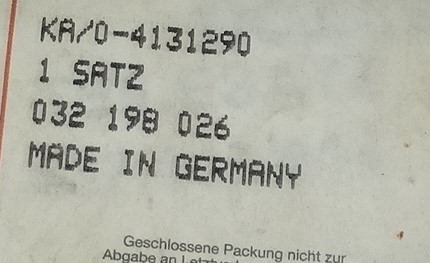 KA/0-4131290
1 SATZ
032 198 026
MADE IN GERMANY
Geschlossene Packung nicht zur
Abgabe an